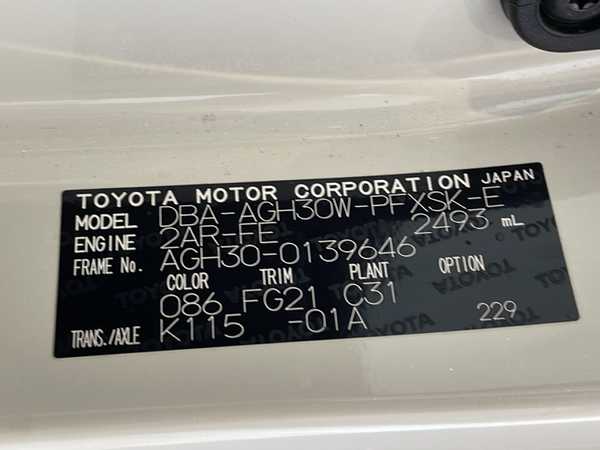 TOYOTA MOTOR CORPORATION JAPAN
MODEL DBA-AGH30W-PFXSK-E
ENGINE 2AR-FE 2493 mL
FRAME No. AGH30-0139646
COLOR TRIM PLANT OPTION
086 FG21 C31
TRANS./AXLE K115 -01A 229